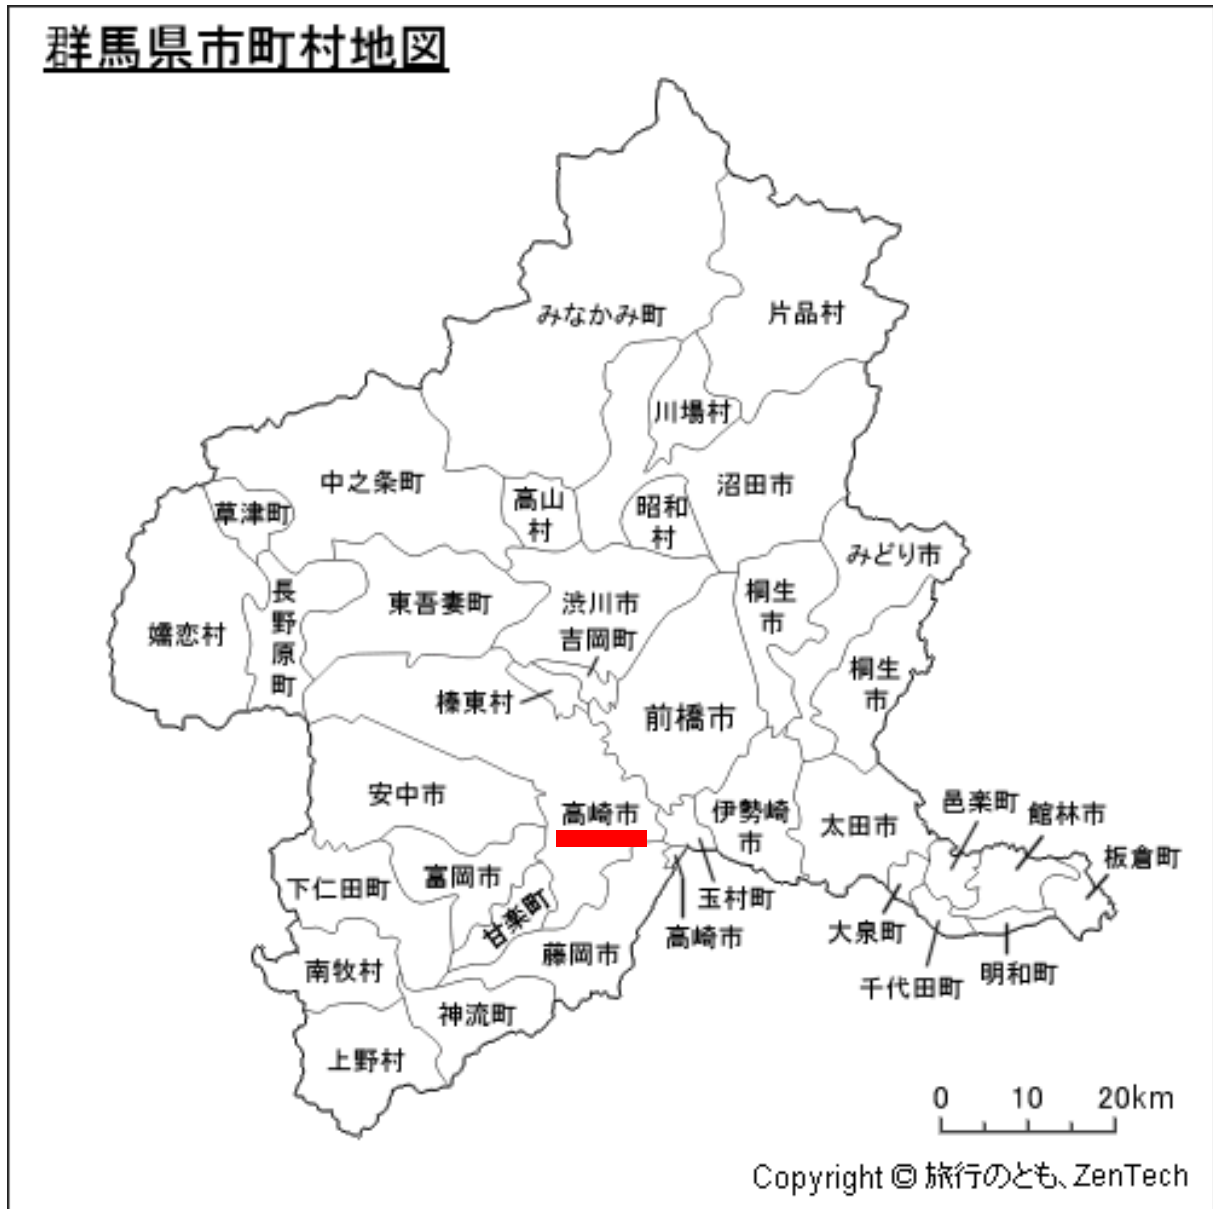 群馬県市町村地図
みなかみ町
片品村
川場村
中之条町
沼田市
草津町
高山
村
昭和
村
みどり市
長
野
原
町
東吾妻町
渋川市
桐生
市
嬬恋村
吉岡町
桐生
市
榛東村
前橋市
安中市
高崎市
伊勢崎
市
太田市
邑楽町
館林市
板倉町
下仁田町
富岡市
甘楽町
玉村町
高崎市
大泉町
千代田町
明和町
南牧村
藤岡市
神流町
上野村
0 10 20km
Copyright © 旅行のとも、ZenTech